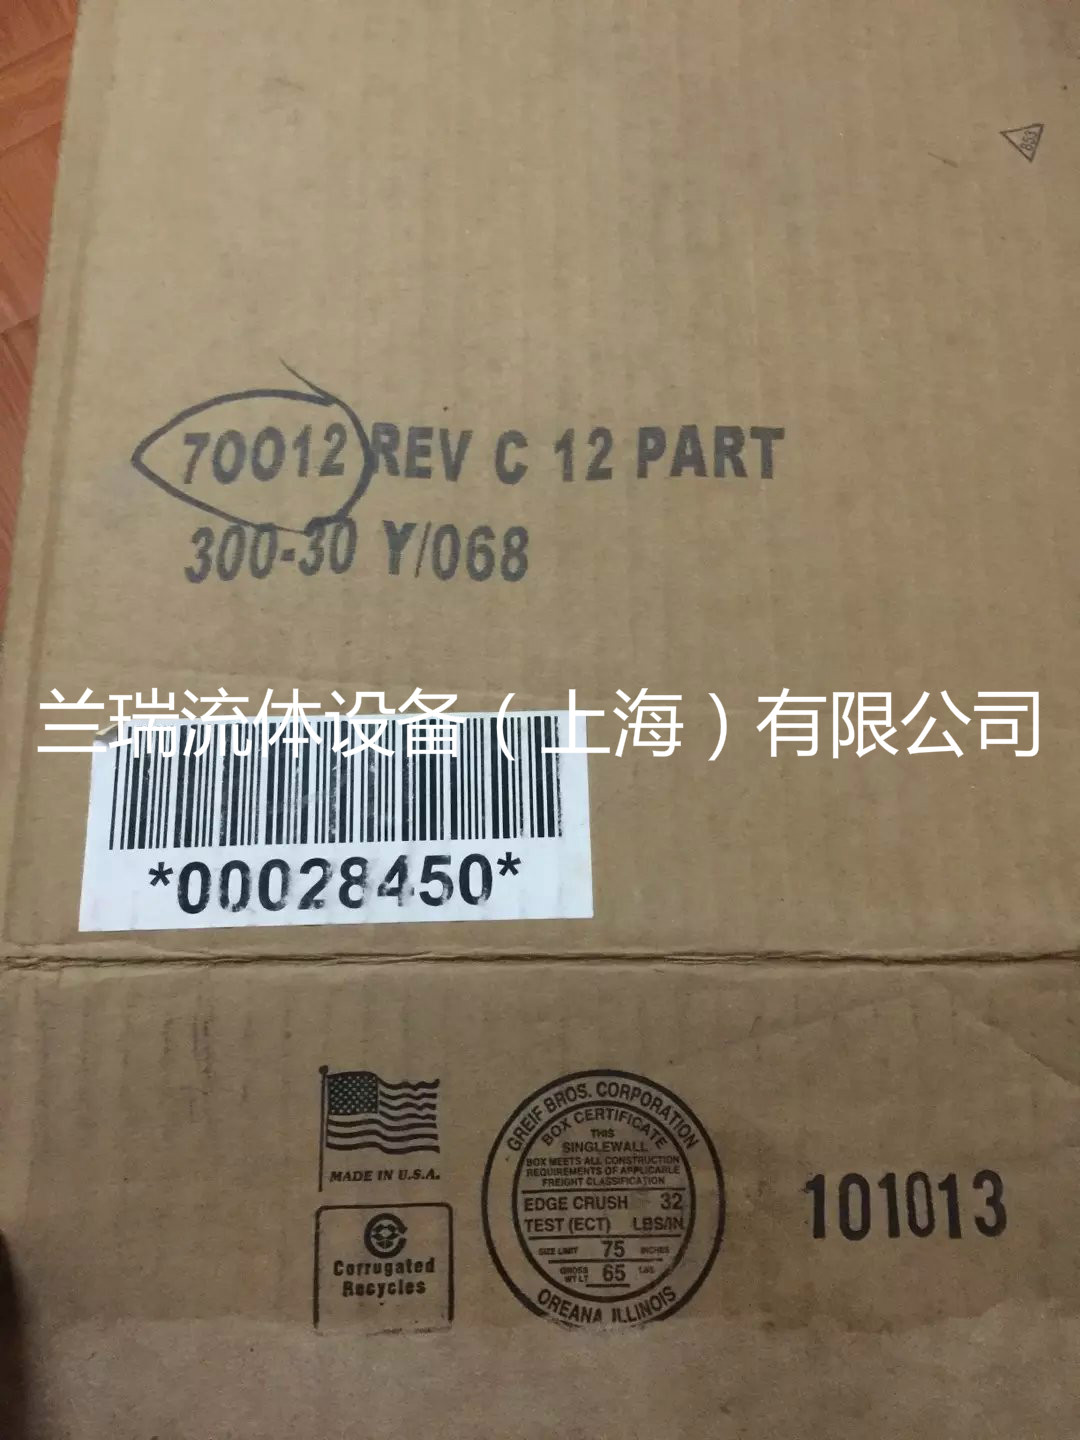 853
70012 REV C 12 PART
300-30 Y/068
兰瑞流体设备（上海）有限公司
*00028450*
MADE IN U.S.A.
Corrugated
Recycles
GREIF BROS. CORPORATION
BOX CERTIFICATE
THIS
SINGLEWALL
BOX MEETS ALL CONSTRUCTION
REQUIREMENTS OF APPLICABLE
FREIGHT CLASSIFICATION
EDGE CRUSH 32
TEST (ECT) LBS/IN
SIZE LIMIT 75 INCHES
GROSS WT LT 65 LBS.
OREANA ILLINOIS
101013